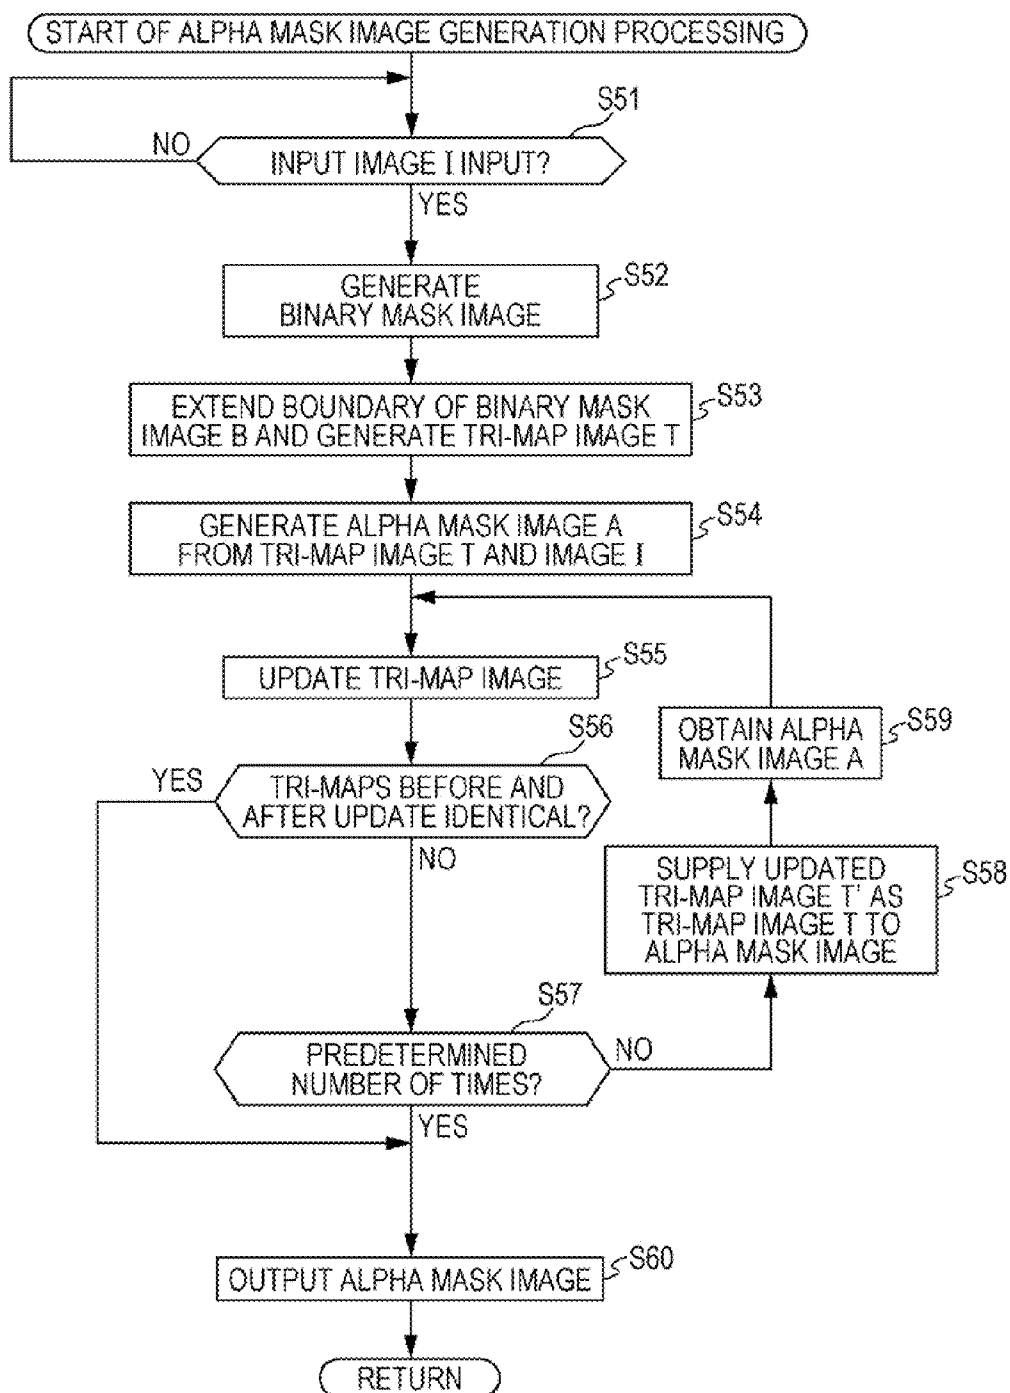 START OF ALPHA MASK IMAGE GENERATION PROCESSING
S51
NO
INPUT IMAGE I INPUT?
YES
S52
GENERATE
BINARY MASK IMAGE
S53
EXTEND BOUNDARY OF BINARY MASK
IMAGE B AND GENERATE TRI-MAP IMAGE T
S54
GENERATE ALPHA MASK IMAGE A
FROM TRI-MAP IMAGE T AND IMAGE I
S55
UPDATE TRI-MAP IMAGE
S56
YES
TRI-MAPS BEFORE AND
AFTER UPDATE IDENTICAL?
NO
S59
OBTAIN ALPHA
MASK IMAGE A
S58
SUPPLY UPDATED
TRI-MAP IMAGE T' AS
TRI-MAP IMAGE T TO
ALPHA MASK IMAGE
S57
PREDETERMINED
NUMBER OF TIMES?
NO
YES
S60
OUTPUT ALPHA MASK IMAGE
RETURN